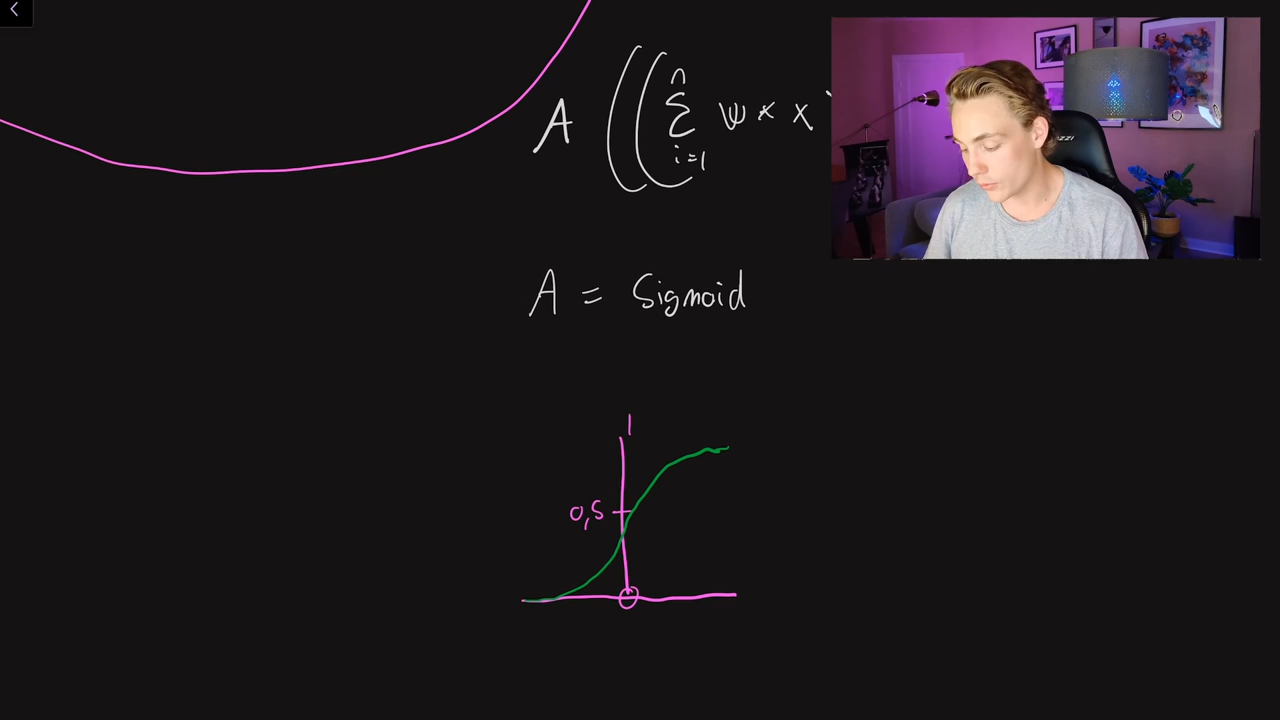 n
A ((Σ w * x
i=1
A = Sigmoid
1
0,5